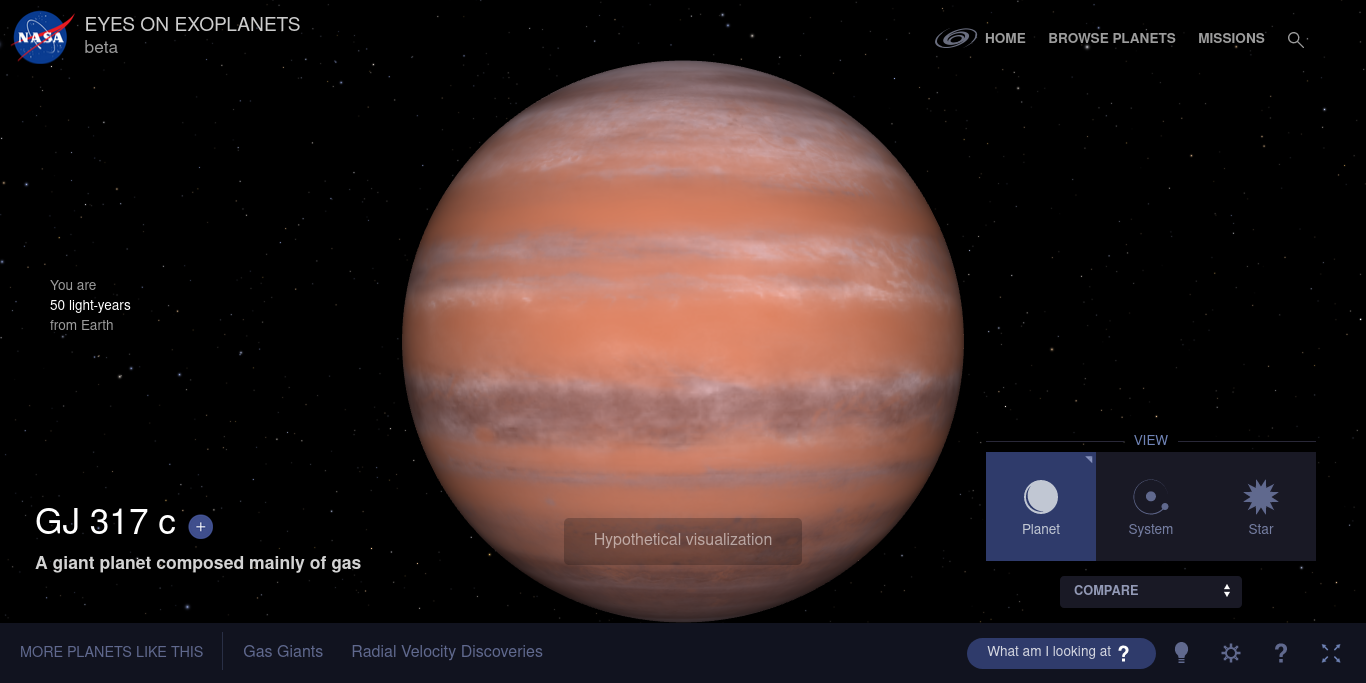 NASA
EYES ON EXOPLANETS
beta
HOME
BROWSE PLANETS
MISSIONS
You are
50 light-years
from Earth
VIEW
Planet
System
Star
COMPARE
GJ 317 c +
A giant planet composed mainly of gas
Hypothetical visualization
MORE PLANETS LIKE THIS
Gas Giants
Radial Velocity Discoveries
What am I looking at ?
?